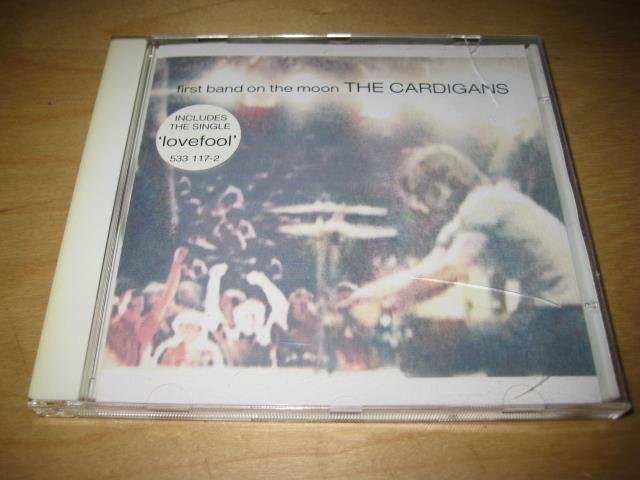 first band on the moon THE CARDIGANS
INCLUDES
THE SINGLE
'lovefool'
533 117-2